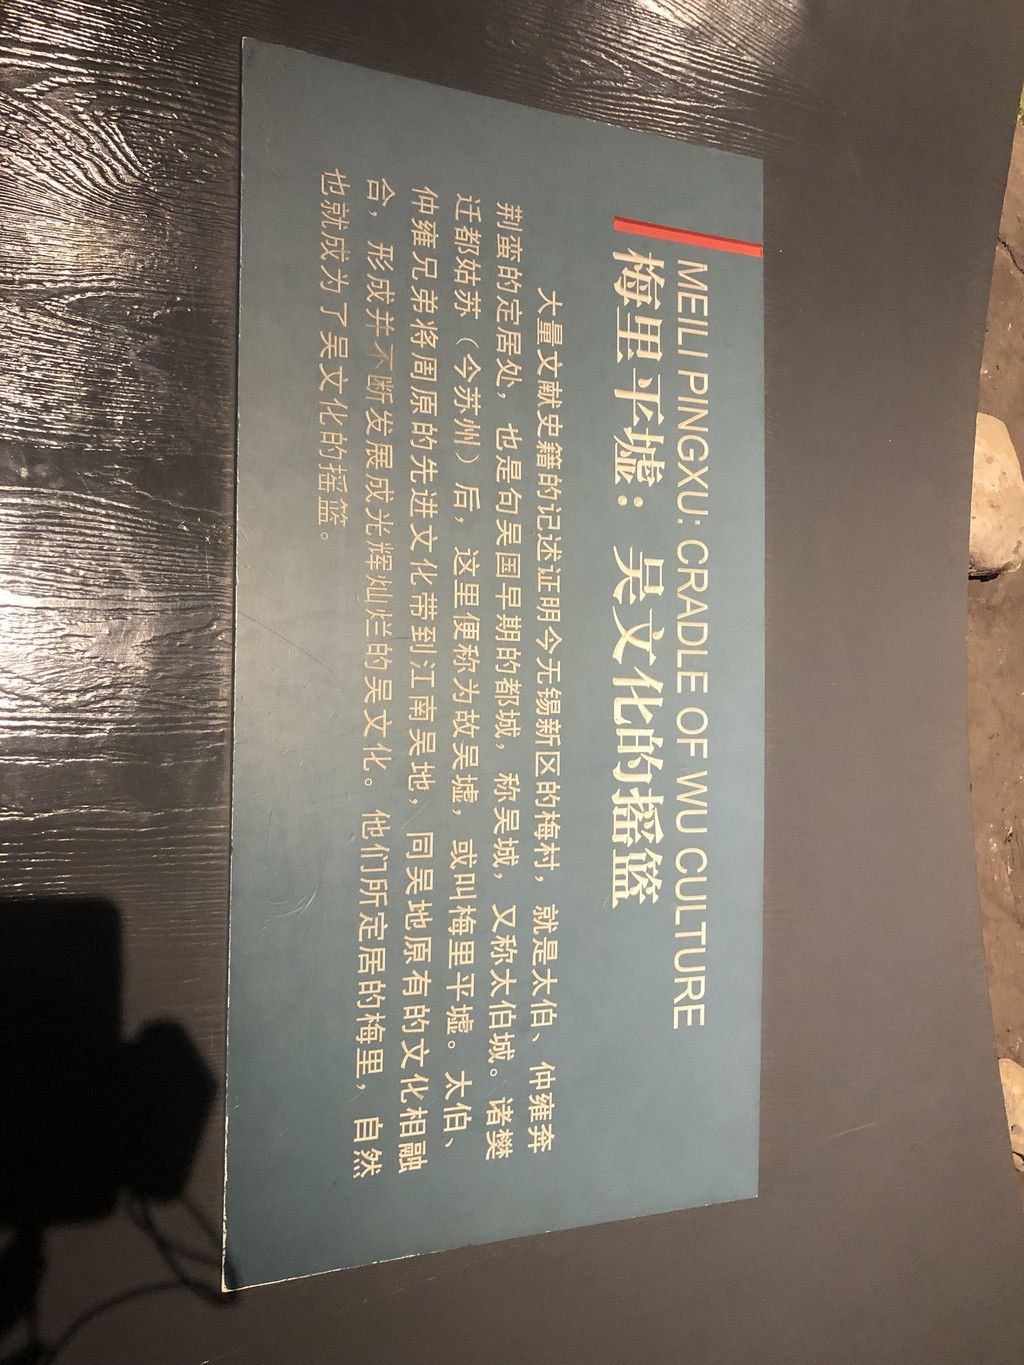 MEILI PINGXU: CRADLE OF WU CULTURE
梅里平墟：吴文化的摇篮
大量文献史籍的记述证明今无锡新区的梅村，就是太伯、仲雍奔
荆蛮的定居处，也是句吴国早期的都城，称吴城，又称太伯城。诸樊
迁都姑苏（今苏州）后，这里便称为故吴墟，或叫梅里平墟。太伯、
仲雍兄弟将周原的先进文化带到江南吴地，同吴地原有的文化相融
合，形成并不断发展成光辉灿烂的吴文化。他们所定居的梅里，自然
也就成为了吴文化的摇篮。